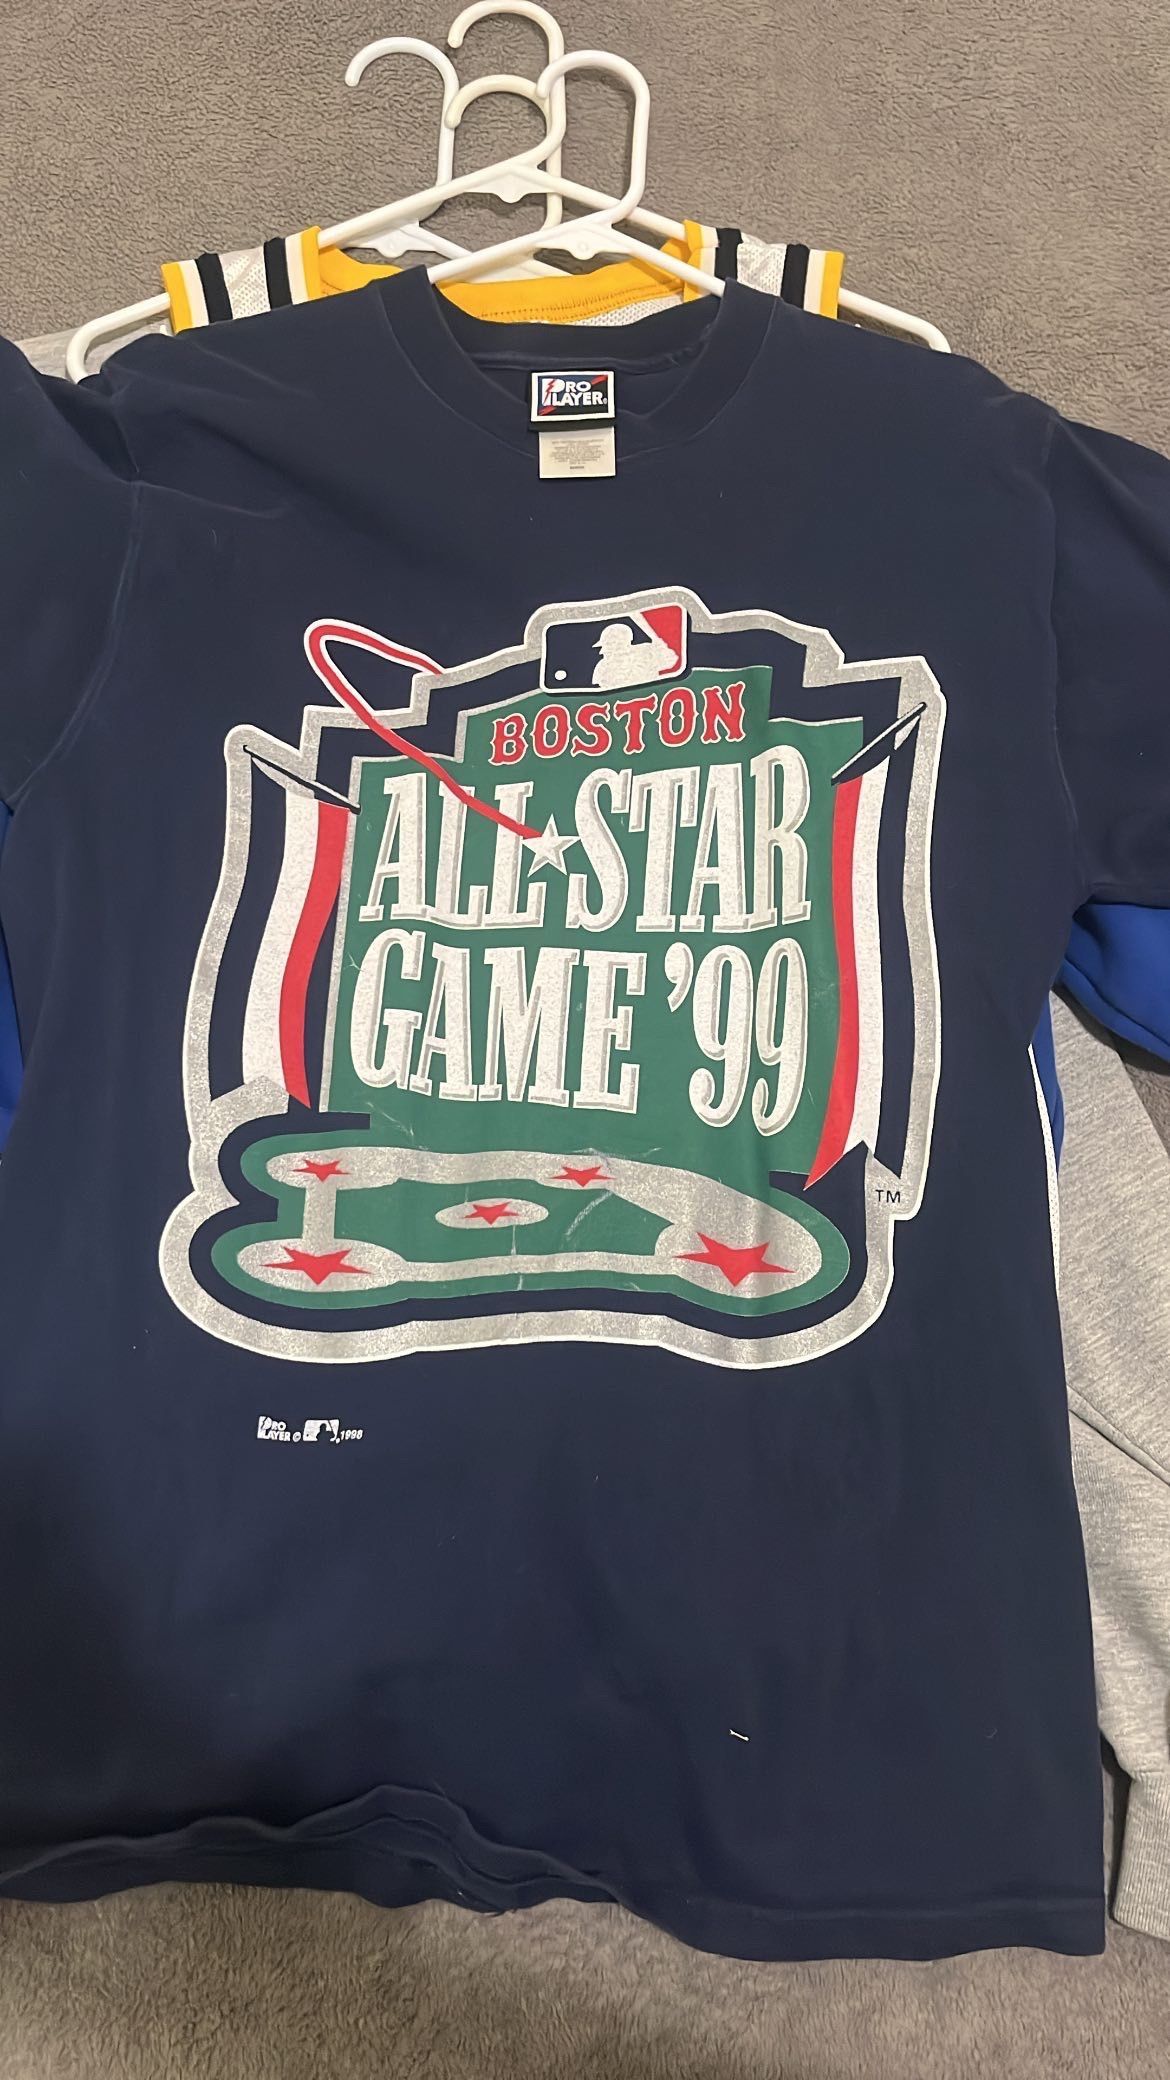 PRO
PLAYER®
BOSTON
ALL★STAR
GAME '99
TM
PRO
PLAYER © ® 1998